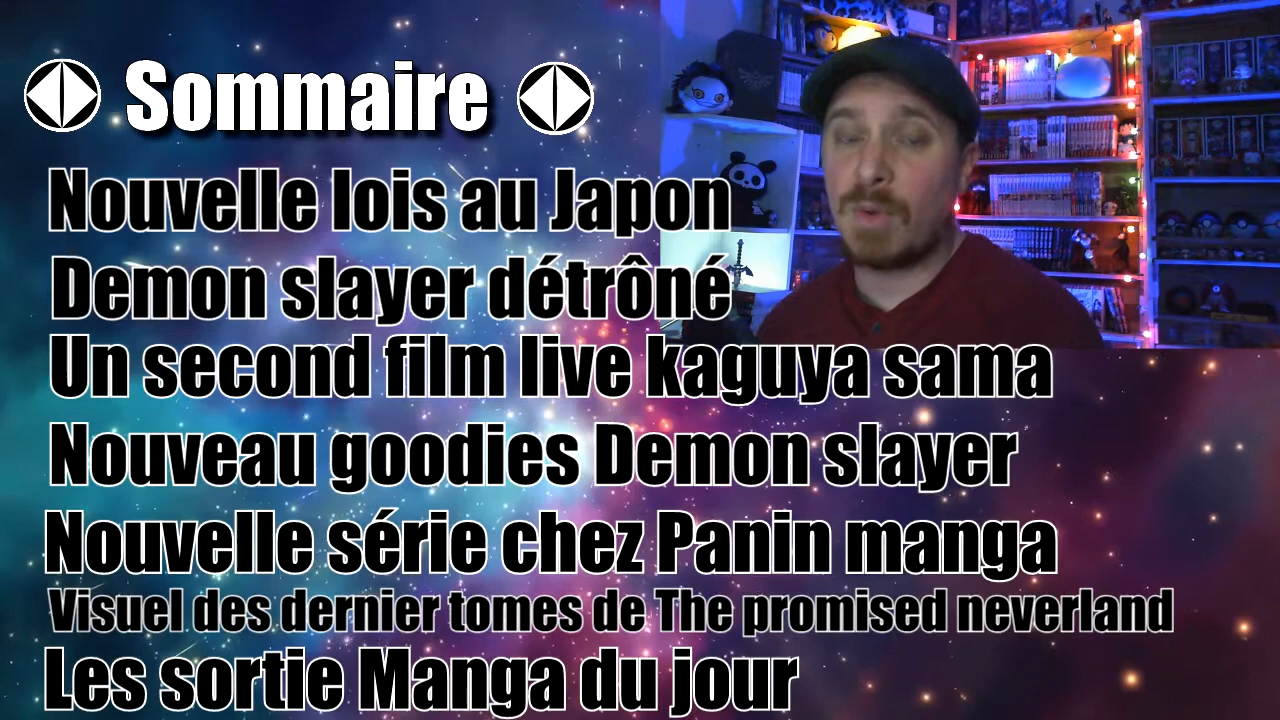 Sommaire
Nouvelle lois au Japon
Demon slayer détrôné
Un second film live kaguya sama
Nouveau goodies Demon slayer
Nouvelle série chez Panin manga
Visuel des dernier tomes de The promised neverland
Les sortie Manga du jour